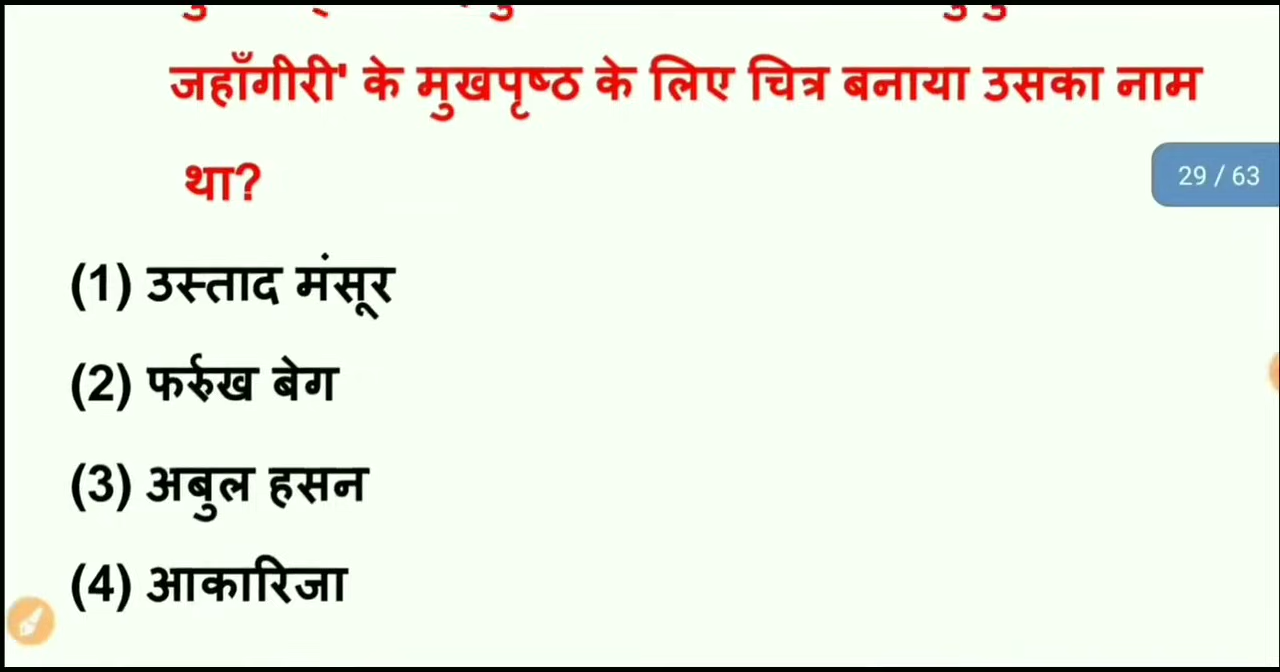 जहाँगीरी' के मुखपृष्ठ के लिए चित्र बनाया उसका नाम
था?
29 / 63
(1) उस्ताद मंसूर
(2) फर्रुख बेग
(3) अबुल हसन
(4) आकारिजा